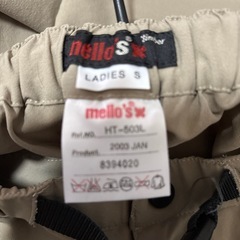 mello's
LADIES S
mello's
Ref.NO. HT-503L
Product. 2003 JAN
8394020